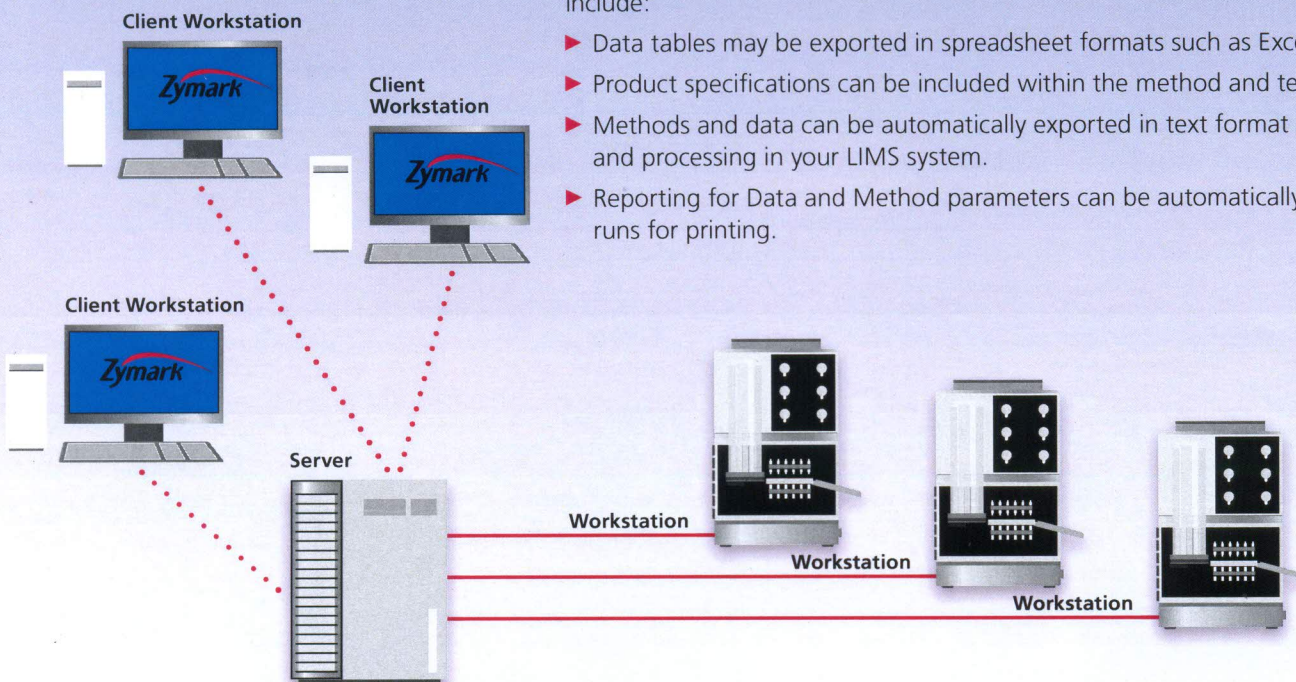 include:
▶ Data tables may be exported in spreadsheet formats such as
▶ Product specifications can be included within the method and
▶ Methods and data can be automatically exported in text format
and processing in your LIMS system.
▶ Reporting for Data and Method parameters can be automatically
runs for printing.
Client Workstation
Zymark
Client
Workstation
Zymark
Client Workstation
Zymark
Server
Workstation
Workstation
Workstation